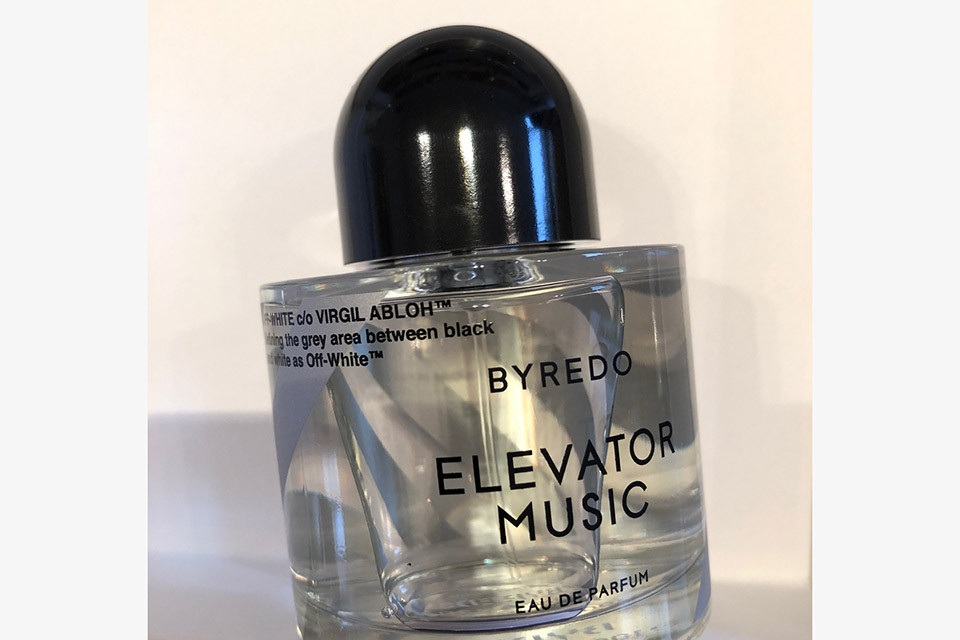 c/o VIRGIL ABLOH™
the grey area between black
white as Off-White™
BYREDO
ELEVATOR
MUSIC
EAU DE PARFUM